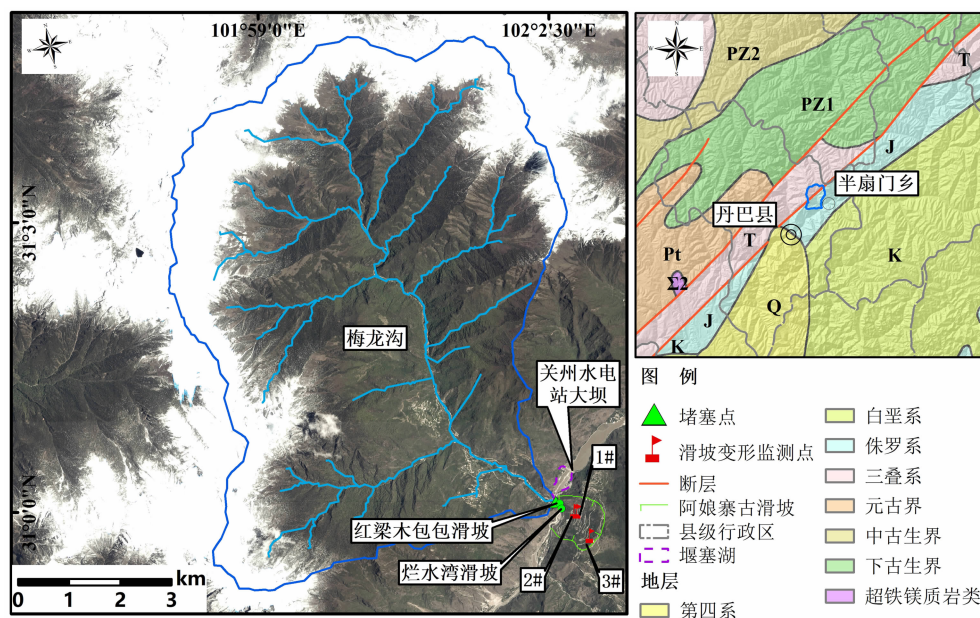 101°59'0"E
102°2'30"E
31°3'0"N
31°0'0"N
梅龙沟
关州水电
站大坝
1#
红梁木包包滑坡
烂水湾滑坡
2#
3#
km
0 1 2 3
PZ2
T
PZ1
J
半扇门乡
丹巴县
T
K
Pt
Σ2
Q
J
K
图 例
堵塞点
滑坡变形监测点
断层
阿娘寨古滑坡
县级行政区
堰塞湖
地层
第四系
白垩系
侏罗系
三叠系
元古界
中古生界
下古生界
超铁镁质岩类